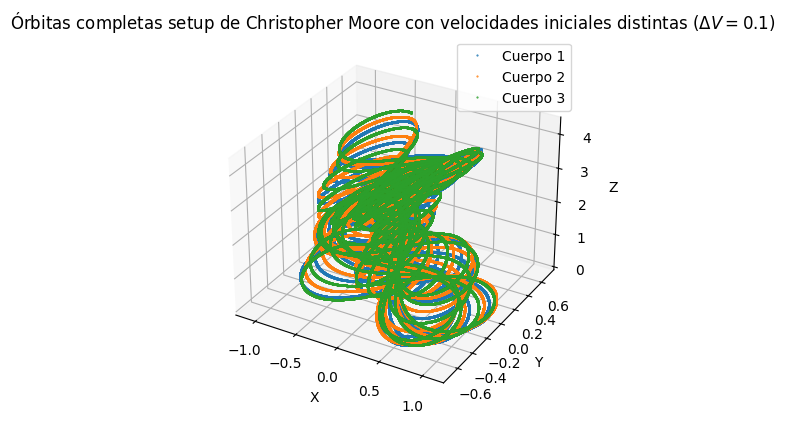 Órbitas completas setup de Christopher Moore con velocidades iniciales distintas (ΔV = 0.1)
Cuerpo 1
Cuerpo 2
Cuerpo 3
4
3
2
1
0
Z
0.6
0.4
0.2
0.0
−0.2
−0.4
−0.6
Y
−1.0
−0.5
0.0
0.5
1.0
X